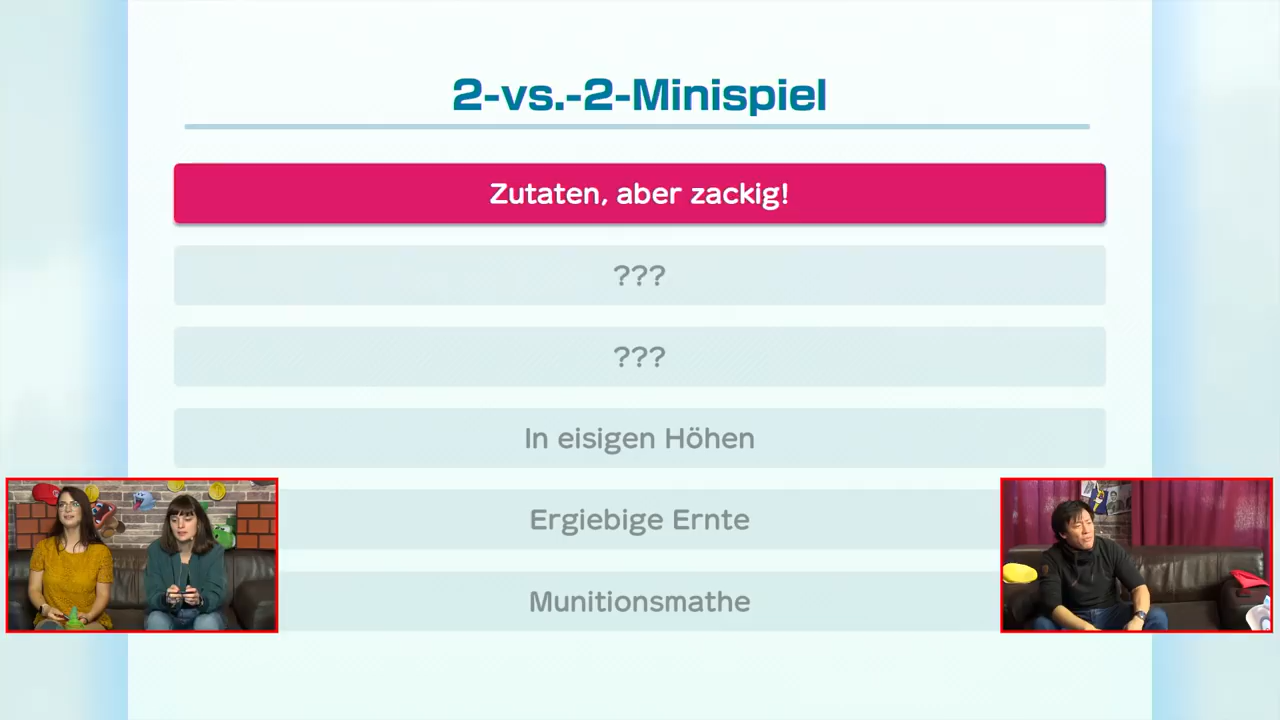 2-vs.-2-Minispiel
Zutaten, aber zackig!
???
???
In eisigen Höhen
Ergiebige Ernte
Munitionsmathe